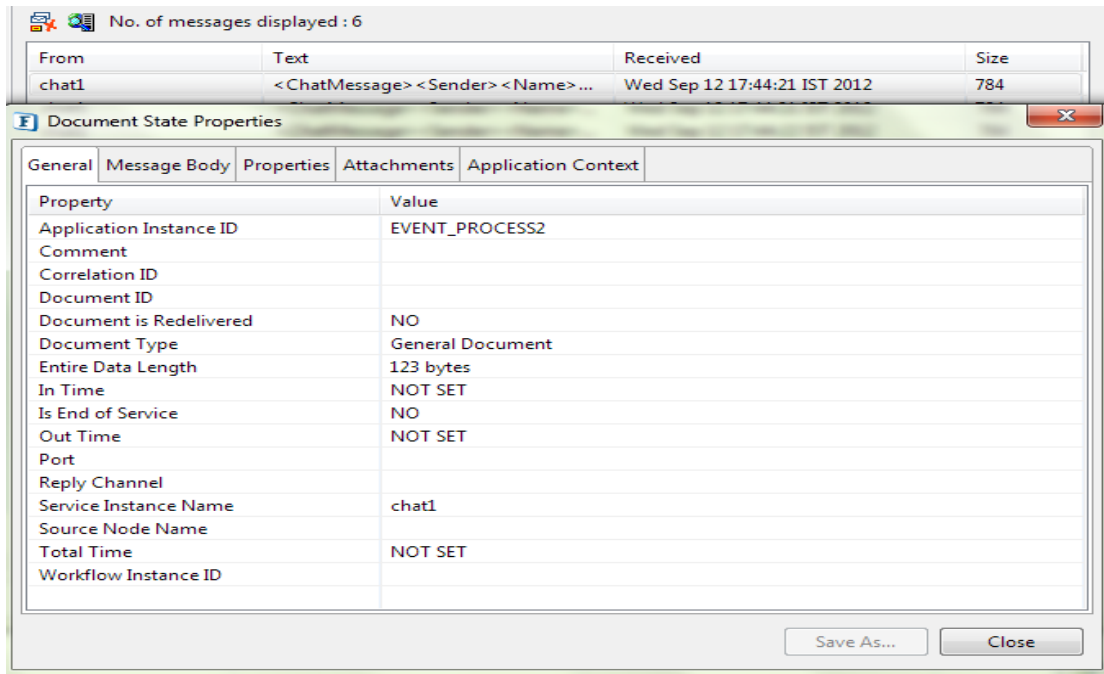 No. of messages displayed : 6
From Text Received Size
chat1 <ChatMessage><Sender><Name>... Wed Sep 12 17:44:21 IST 2012 784
F Document State Properties
General Message Body Properties Attachments Application Context
Property Value
Application Instance ID EVENT_PROCESS2
Comment
Correlation ID
Document ID
Document is Redelivered NO
Document Type General Document
Entire Data Length 123 bytes
In Time NOT SET
Is End of Service NO
Out Time NOT SET
Port
Reply Channel
Service Instance Name chat1
Source Node Name
Total Time NOT SET
Workflow Instance ID
Save As... Close